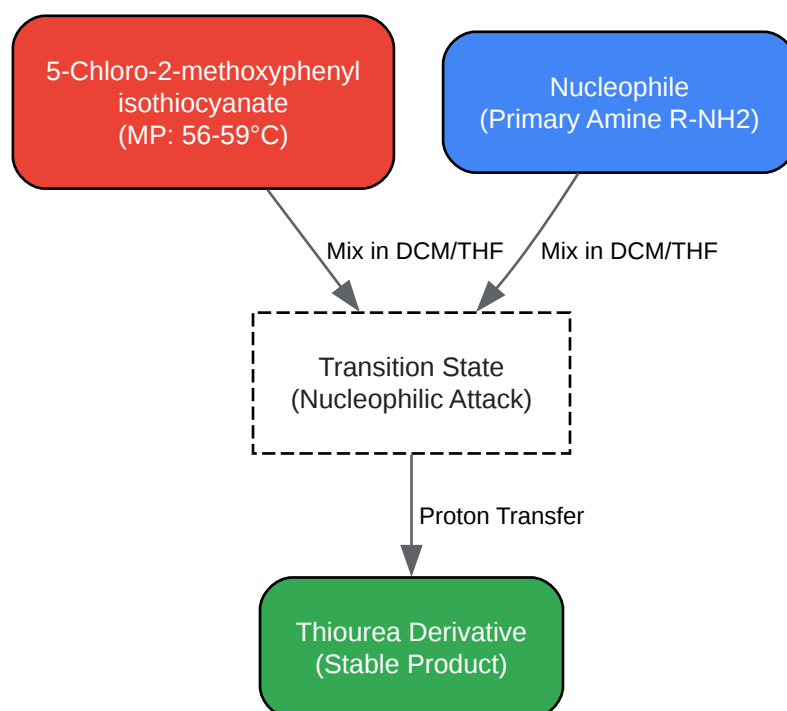 5-Chloro-2-methoxyphenyl
isothiocyanate
(MP: 56-59°C)
Nucleophile
(Primary Amine R-NH2)
Mix in DCM/THF
Mix in DCM/THF
Transition State
(Nucleophilic Attack)
Proton Transfer
Thiourea Derivative
(Stable Product)